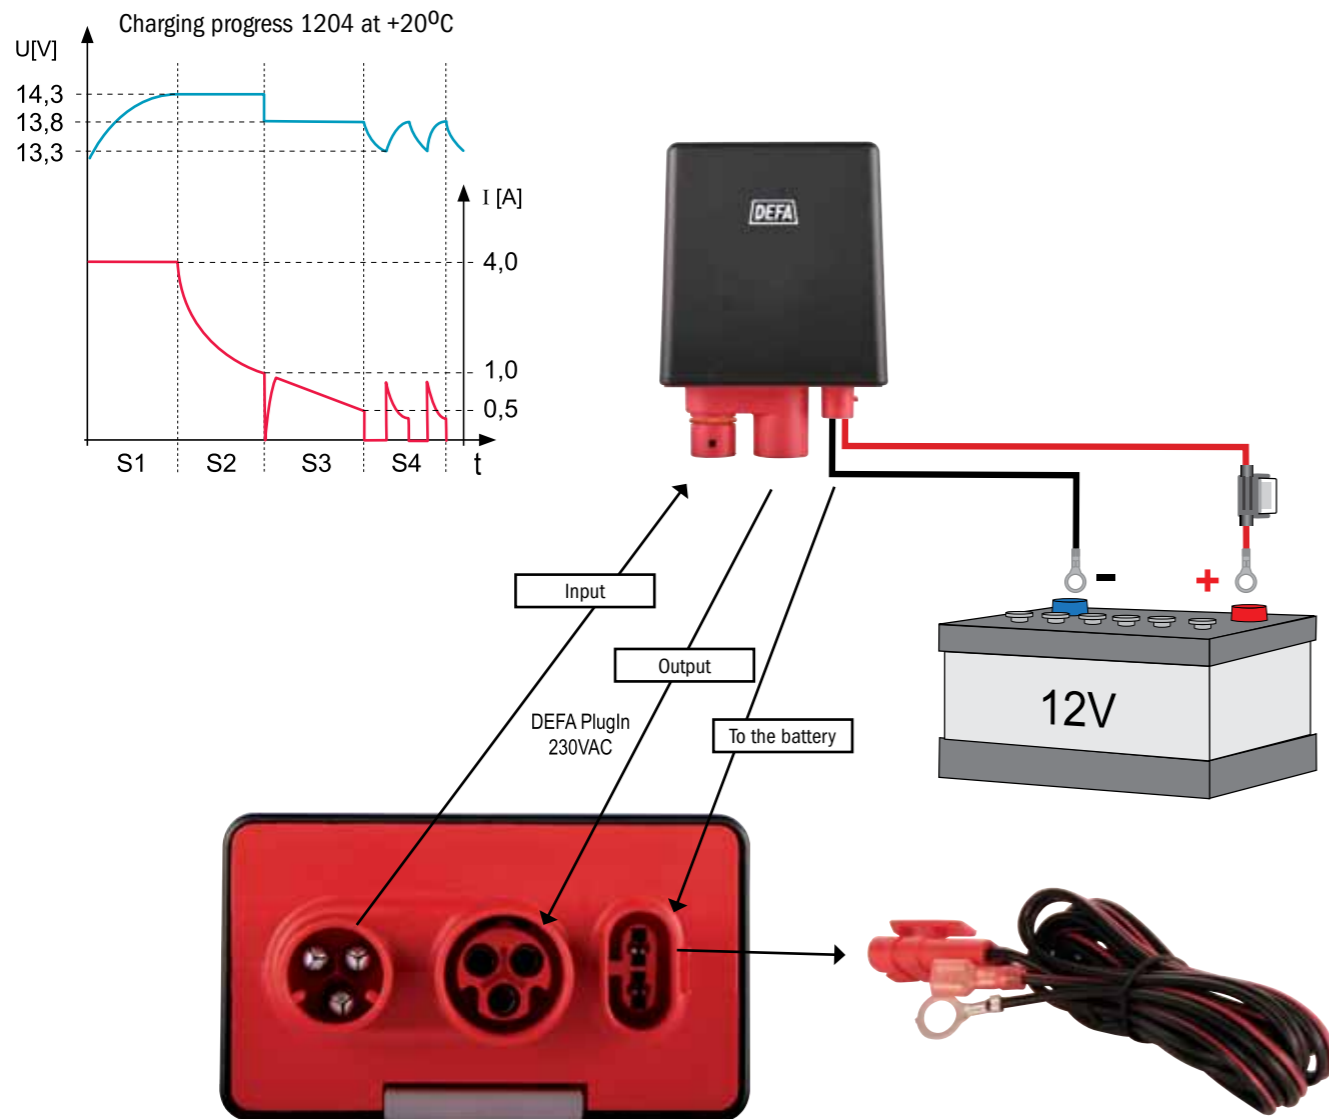 Charging progress 1204 at +20⁰C
U[V]
14,3
13,8
13,3
I [A]
4,0
1,0
0,5
S1
S2
S3
S4
t
DEFA
Input
Output
DEFA PlugIn
230VAC
To the battery
-
+
12V